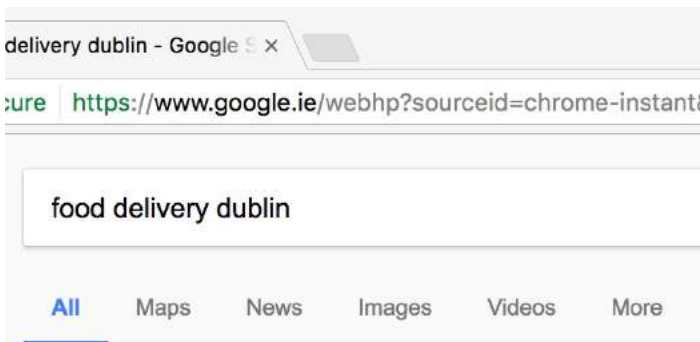 delivery dublin - Google S ×
cure https://www.google.ie/webhp?sourceid=chrome-instant&
food delivery dublin
All Maps News Images Videos More